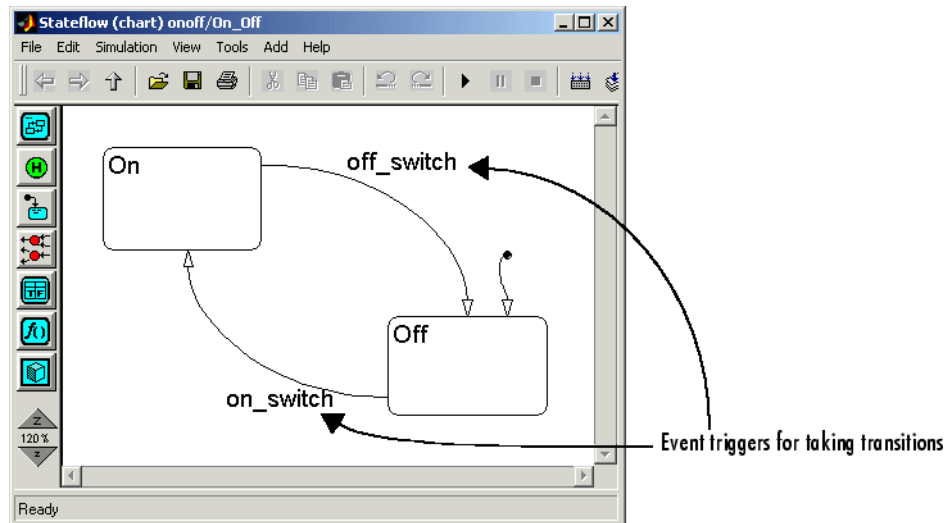 Stateflow (chart) onoff/On_Off
File Edit Simulation View Tools Add Help
On
off_switch
H
T F
f()
Off
on_switch
Z
120%
z
Event triggers for taking transitions
Ready